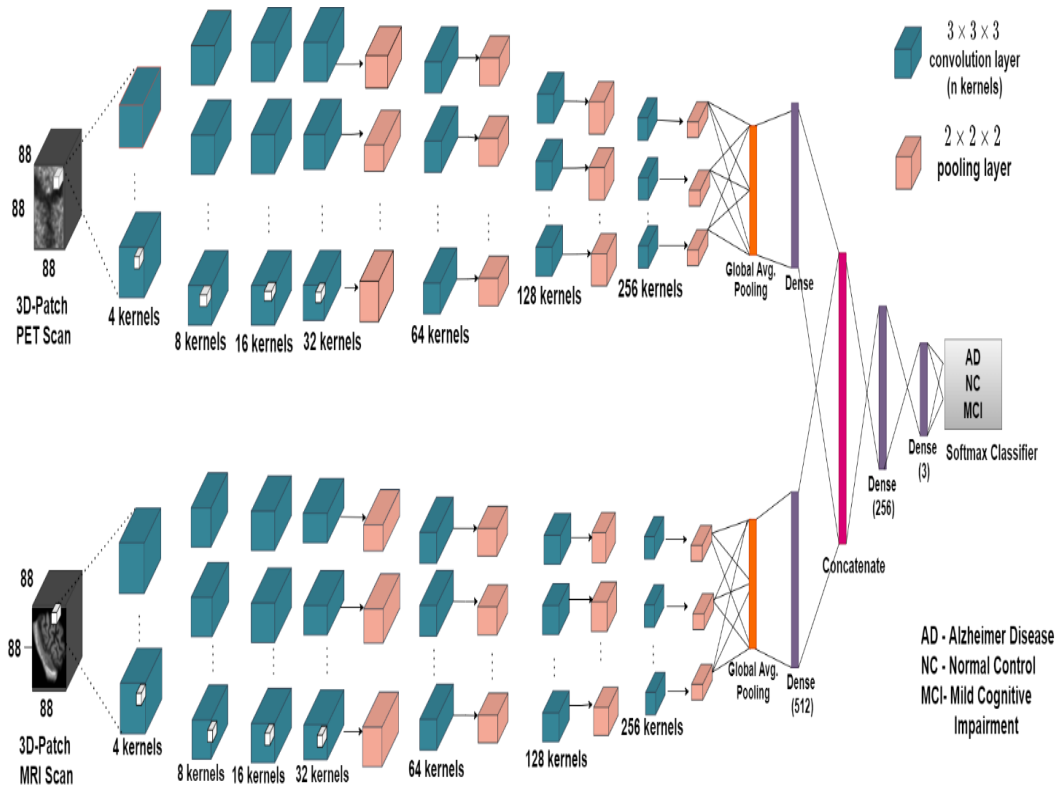 3 × 3 × 3
convolution layer
(n kernels)
2 × 2 × 2
pooling layer
88
88
88
3D-Patch
PET Scan
4 kernels
8 kernels
16 kernels
32 kernels
64 kernels
128 kernels
256 kernels
Global Avg.
Pooling
Dense
AD
NC
MCI
Softmax Classifier
Dense
(3)
Dense
(256)
Concatenate
88
88
88
3D-Patch
MRI Scan
4 kernels
8 kernels
16 kernels
32 kernels
64 kernels
128 kernels
256 kernels
Global Avg.
Pooling
Dense
(512)
AD - Alzheimer Disease
NC - Normal Control
MCI- Mild Cognitive
Impairment